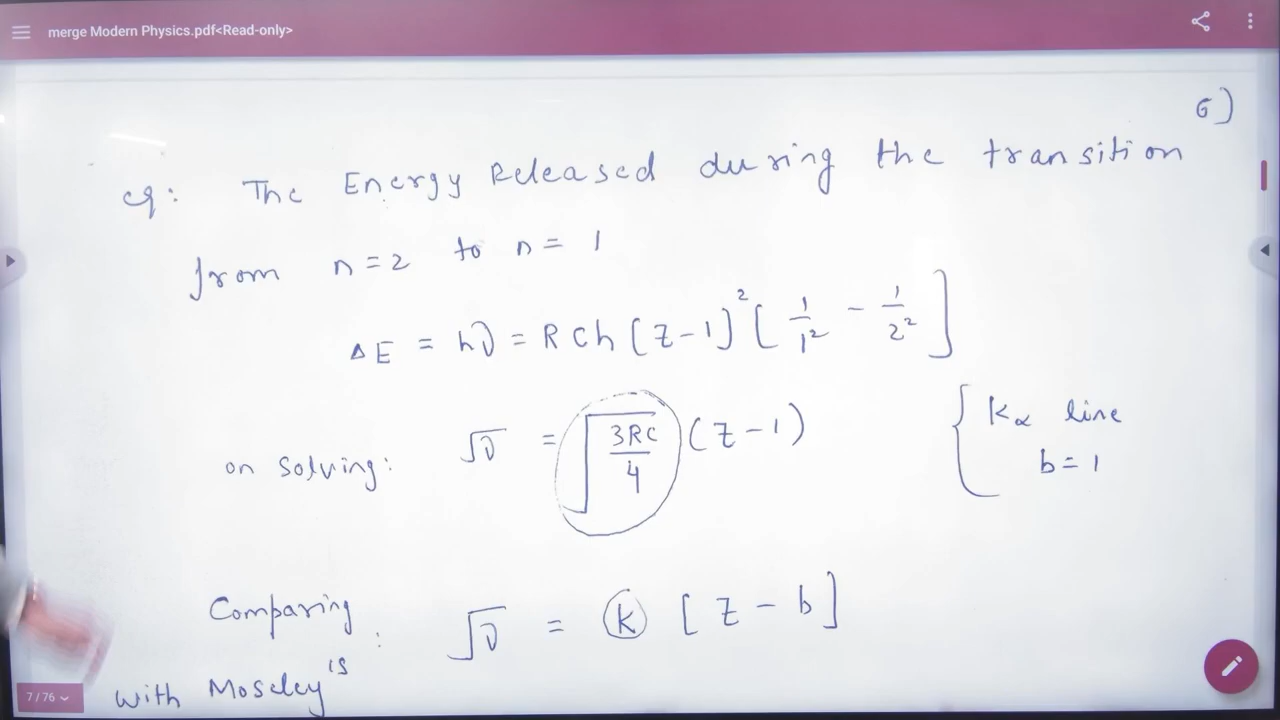 merge Modern Physics.pdf<Read-only>
6)
eg: The Energy Released during the transition
from n = 2 to n = 1
ΔE = hν = Rch (Z-1)² [ 1/1² - 1/2² ]
on solving: √ν = √(3RC/4) (Z-1) { Kα line
b = 1
Comparing : √ν = k [ Z - b ]
with Moseley's
7 / 76